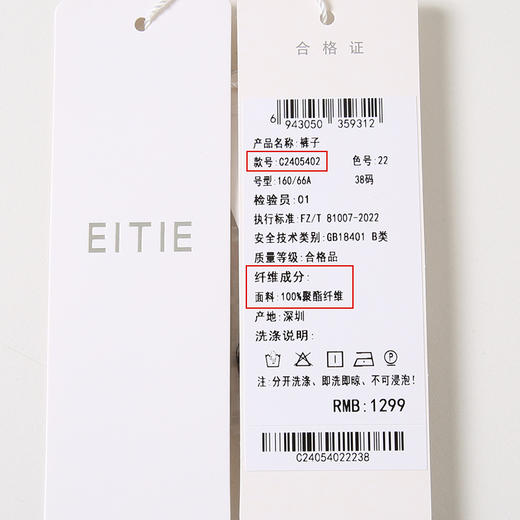 EITIE
合格证
6 943050 359312
产品名称:裤子
款号:C2405402 色号:22
号型:160/66A 38码
检验员:01
执行标准:FZ/T 81007-2022
安全技术类别:GB18401 B类
质量等级:合格品
纤维成分:
面料:100%聚酯纤维
产地:深圳
洗涤说明:
注:分开洗涤、即洗即晾、不可浸泡!
RMB:1299
C24054022238